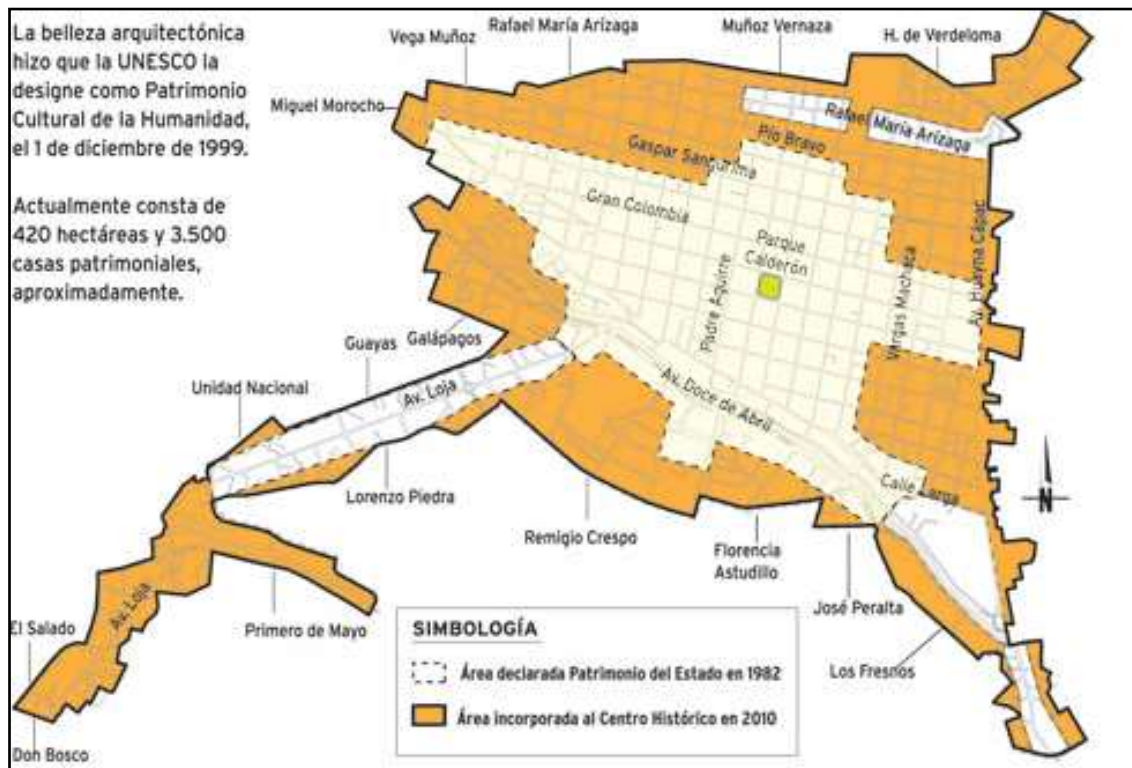 La belleza arquitectónica
hizo que la UNESCO la
designe como Patrimonio
Cultural de la Humanidad,
el 1 de diciembre de 1999.
Actualmente consta de
420 hectáreas y 3.500
casas patrimoniales,
aproximadamente.
Vega Muñoz
Rafael María Arízaga
Muñoz Vernaza
H. de Verdeloma
Miguel Morocho
Rafael María Arízaga
Pío Bravo
Gaspar Sangurima
Gran Colombia
Parque
Calderón
Padre Aguirre
Vargas Machuca
Av. Huayna Cápac
Galápagos
Guayas
Unidad Nacional
Av. Loja
Av. Doce de Abril
Calle Larga
N
Lorenzo Piedra
Remigio Crespo
Florencia
Astudillo
José Peralta
Los Fresnos
Av. Loja
El Salado
Primero de Mayo
Don Bosco
SIMBOLOGÍA
Área declarada Patrimonio del Estado en 1982
Área incorporada al Centro Histórico en 2010